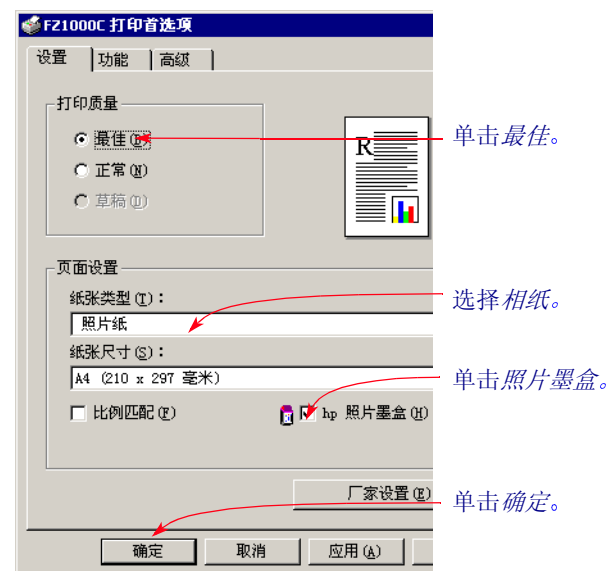 FZ1000C 打印首选项
设置 功能 高级
打印质量
最佳(B) 单击最佳。
正常(N)
草稿(D)
R
页面设置
纸张类型(T)： 选择相纸。
照片纸
纸张尺寸(S)：
A4 (210 x 297 毫米) 单击照片墨盒。
比例匹配(F) hp 照片墨盒(H)
厂家设置(E) 单击确定。
确定 取消 应用(A)